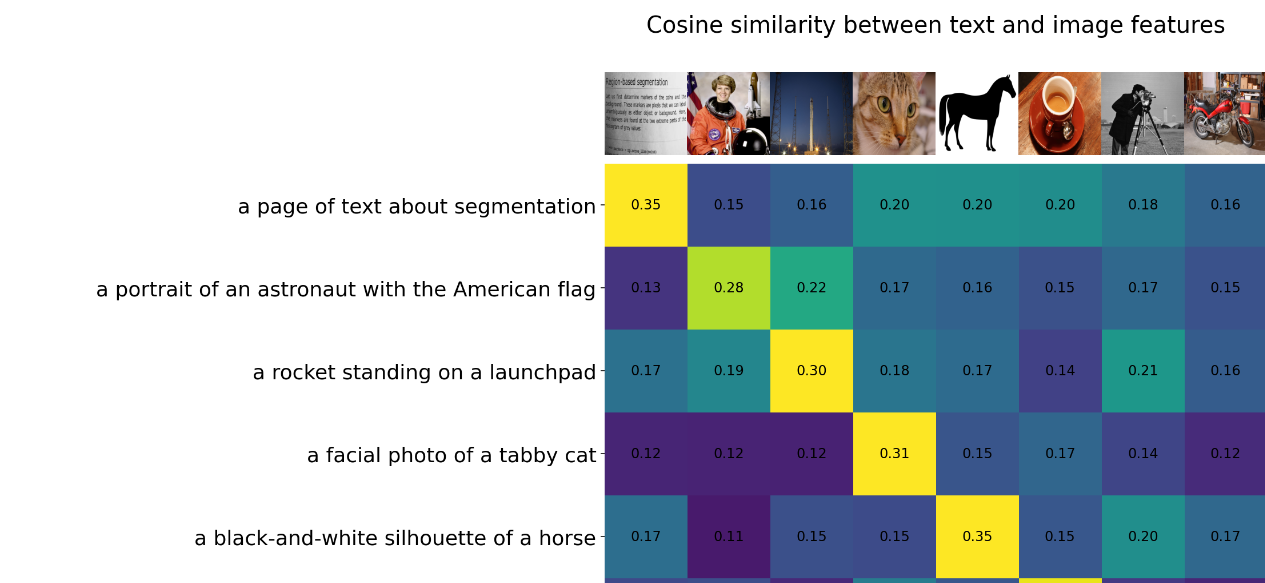 Cosine similarity between text and image features
Region-based segmentation
a page of text about segmentation 0.35 0.15 0.16 0.20 0.20 0.20 0.18 0.16
a portrait of an astronaut with the American flag 0.13 0.28 0.22 0.17 0.16 0.15 0.17 0.15
a rocket standing on a launchpad 0.17 0.19 0.30 0.18 0.17 0.14 0.21 0.16
a facial photo of a tabby cat 0.12 0.12 0.12 0.31 0.15 0.17 0.14 0.12
a black-and-white silhouette of a horse 0.17 0.11 0.15 0.15 0.35 0.15 0.20 0.17